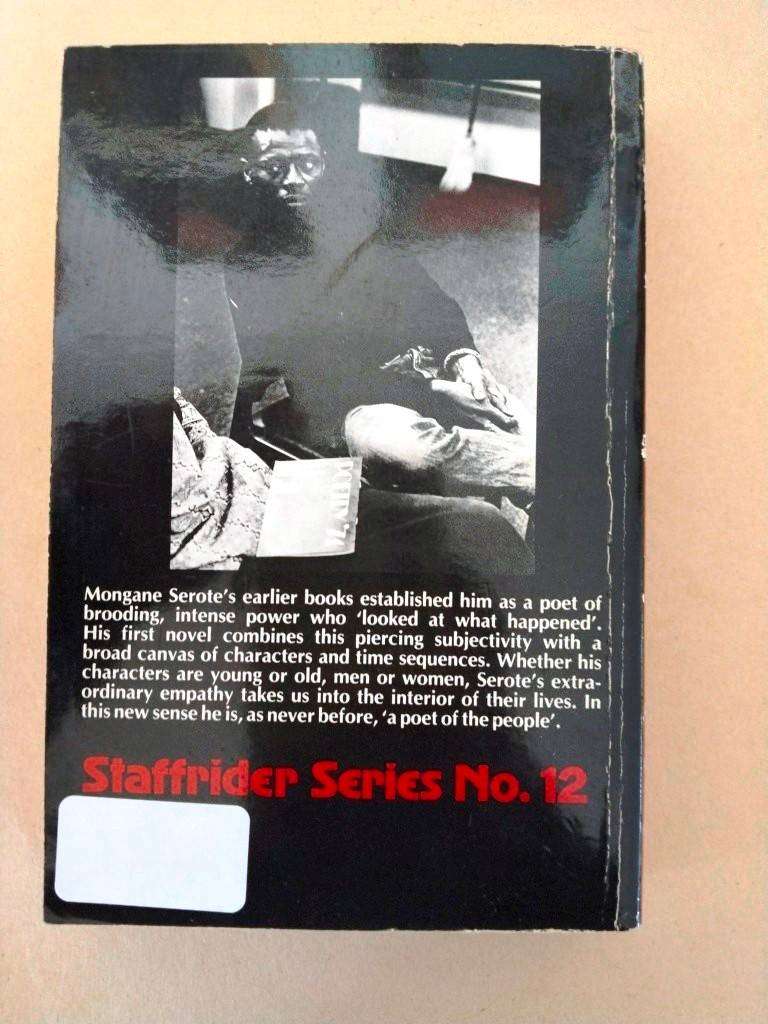 Mongane Serote's earlier books established him as a poet of
brooding, intense power who 'looked at what happened'.
His first novel combines this piercing subjectivity with a
broad canvas of characters and time sequences. Whether his
characters are young or old, men or women, Serote's extra-
ordinary empathy takes us into the interior of their lives. In
this new sense he is, as never before, 'a poet of the people'.
Staffrider Series No. 12